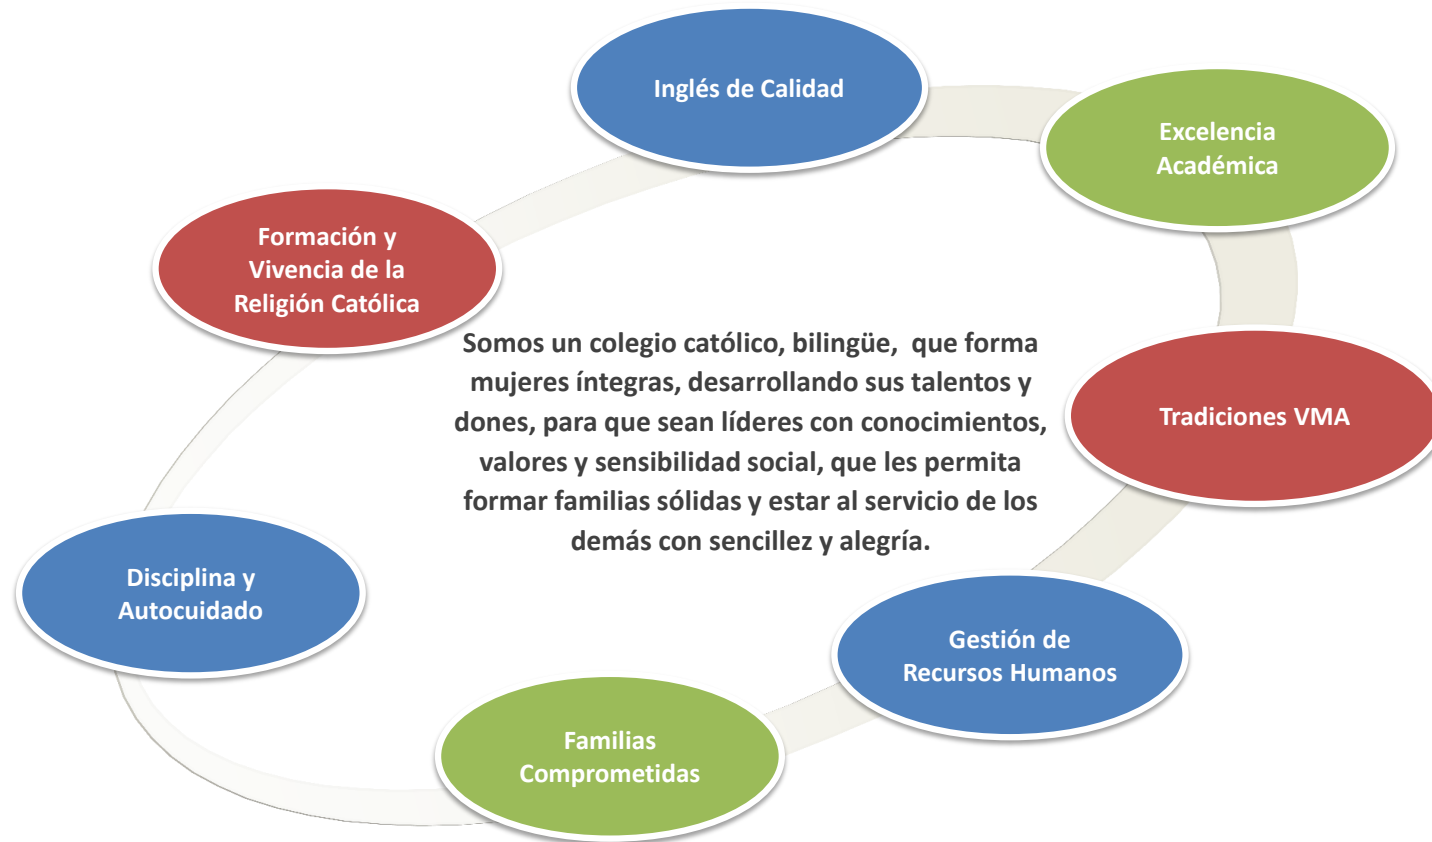 Inglés de Calidad
Excelencia
Académica
Formación y
Vivencia de la
Religión Católica
Somos un colegio católico, bilingüe,  que forma
mujeres íntegras, desarrollando sus talentos y
dones, para que sean líderes con conocimientos,
valores y sensibilidad social, que les permita
formar familias sólidas y estar al servicio de los
demás con sencillez y alegría.
Tradiciones VMA
Disciplina y
Autocuidado
Gestión de
Recursos Humanos
Familias
Comprometidas